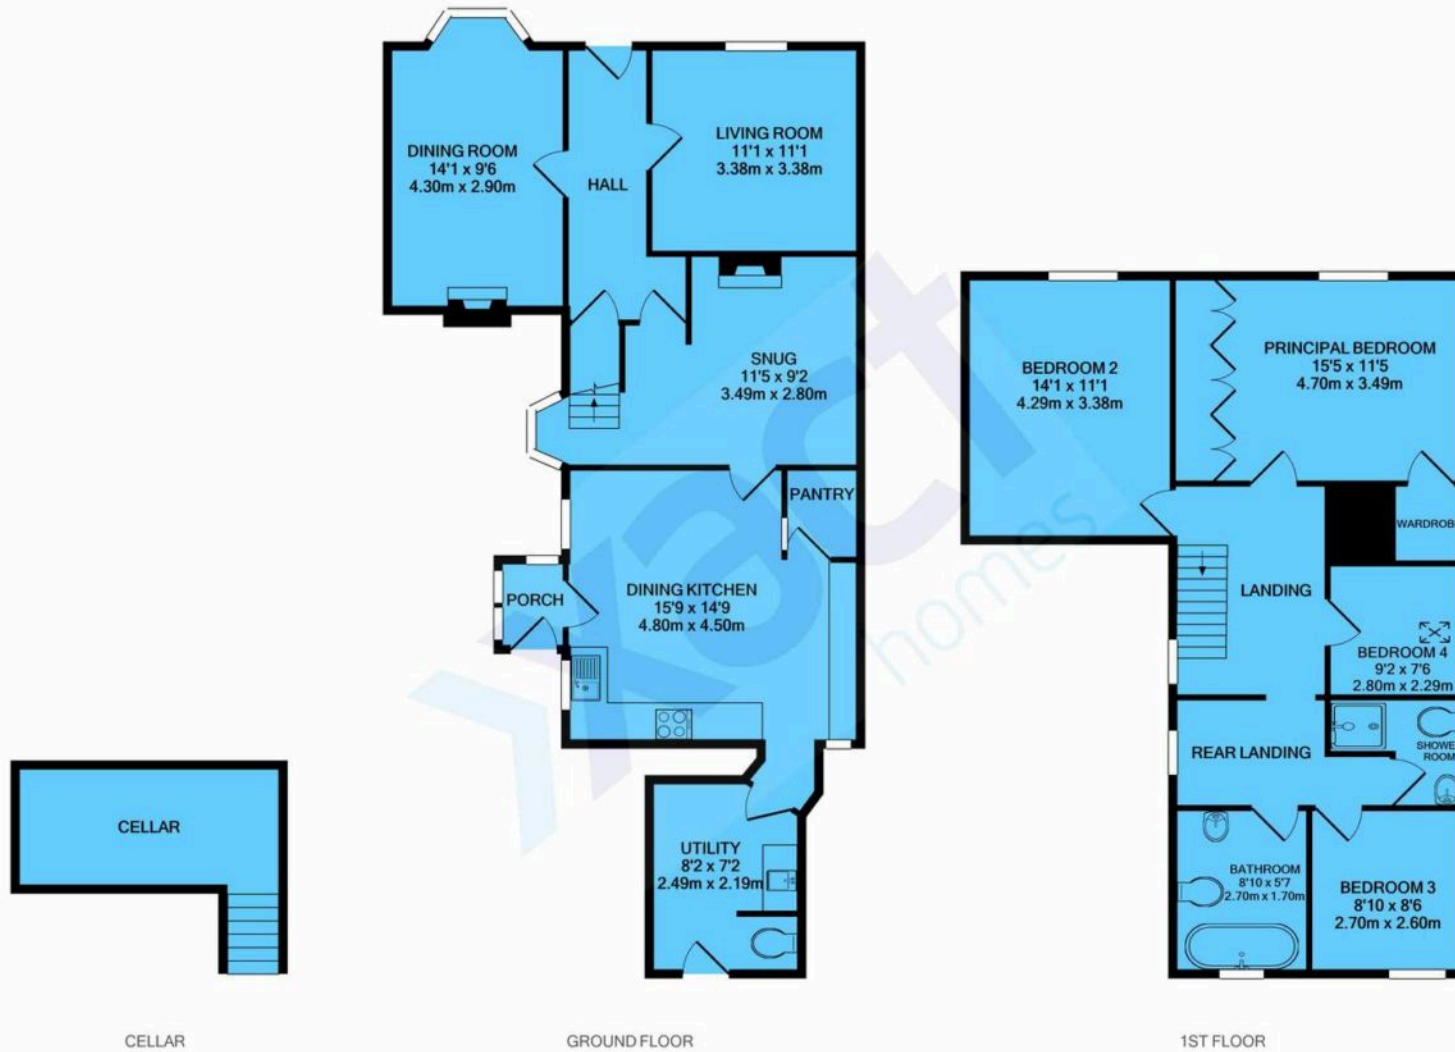 DINING ROOM
14'1 x 9'6
4.30m x 2.90m
HALL
LIVING ROOM
11'1 x 11'1
3.38m x 3.38m
SNUG
11'5 x 9'2
3.49m x 2.80m
PANTRY
DINING KITCHEN
15'9 x 14'9
4.80m x 4.50m
PORCH
UTILITY
8'2 x 7'2
2.49m x 2.19m
CELLAR
BEDROOM 2
14'1 x 11'1
4.29m x 3.38m
PRINCIPAL BEDROOM
15'5 x 11'5
4.70m x 3.49m
WARDROB
LANDING
BEDROOM 4
9'2 x 7'6
2.80m x 2.29m
REAR LANDING
SHOWE
ROOM
BATHROOM
8'10 x 5'7
2.70m x 1.70m
BEDROOM 3
8'10 x 8'6
2.70m x 2.60m
xact
homes
CELLAR
GROUND FLOOR
1ST FLOOR